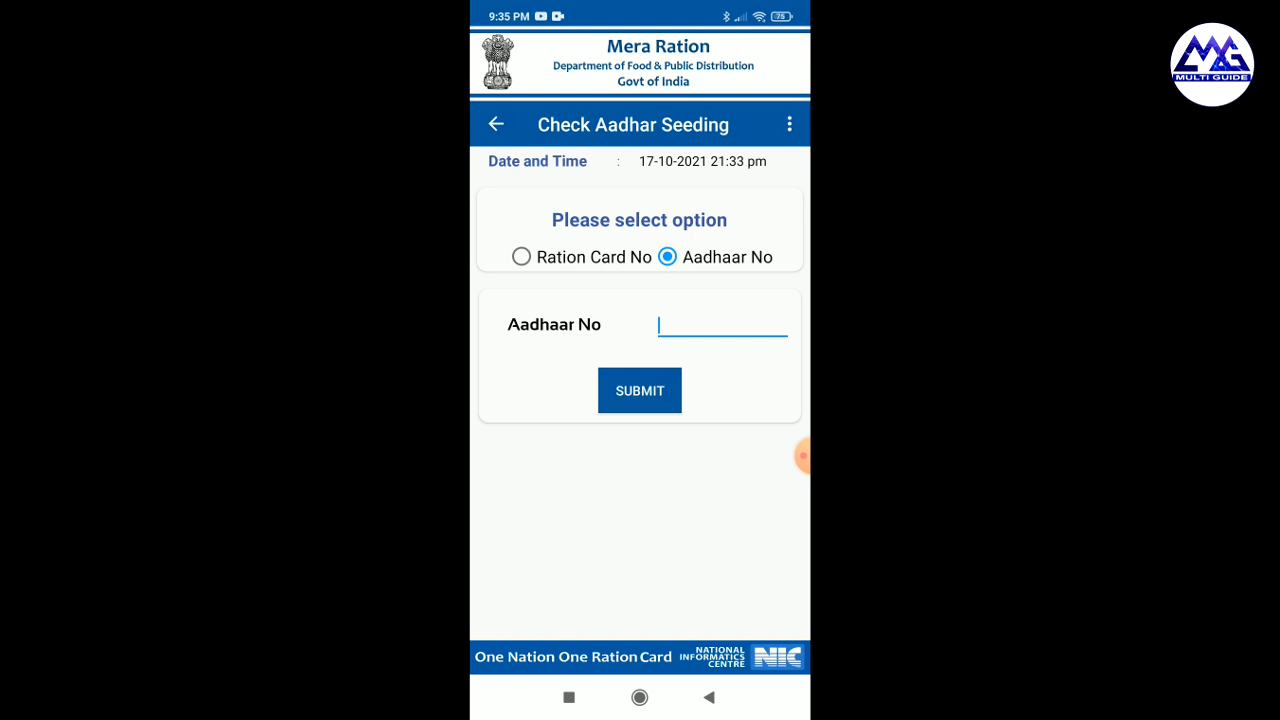 9:35 PM
75
Mera Ration
Department of Food & Public Distribution
Govt of India
MG
MULTI GUIDE
Check Aadhar Seeding
Date and Time : 17-10-2021 21:33 pm
Please select option
Ration Card No Aadhaar No
Aadhaar No
SUBMIT
One Nation One Ration Card
NATIONAL
INFORMATICS
CENTRE
NIC